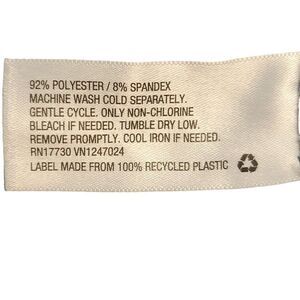 92% POLYESTER / 8% SPANDEX
MACHINE WASH COLD SEPARATELY.
GENTLE CYCLE. ONLY NON-CHLORINE
BLEACH IF NEEDED. TUMBLE DRY LOW.
REMOVE PROMPTLY. COOL IRON IF NEEDED.
RN17730 VN1247024
LABEL MADE FROM 100% RECYCLED PLASTIC